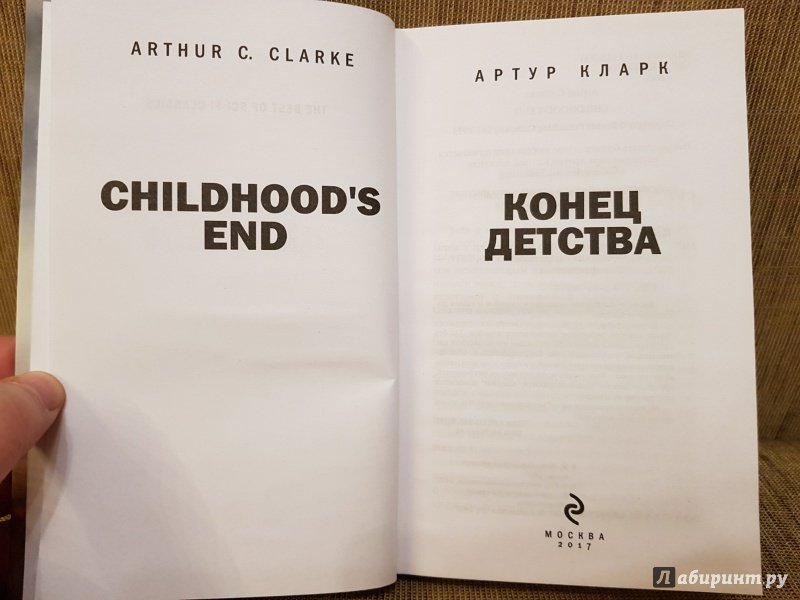 ARTHUR C. CLARKE
CHILDHOOD'S
END
АРТУР КЛАРК
КОНЕЦ
ДЕТСТВА
МОСКВА
2017
Лабиринт.ру